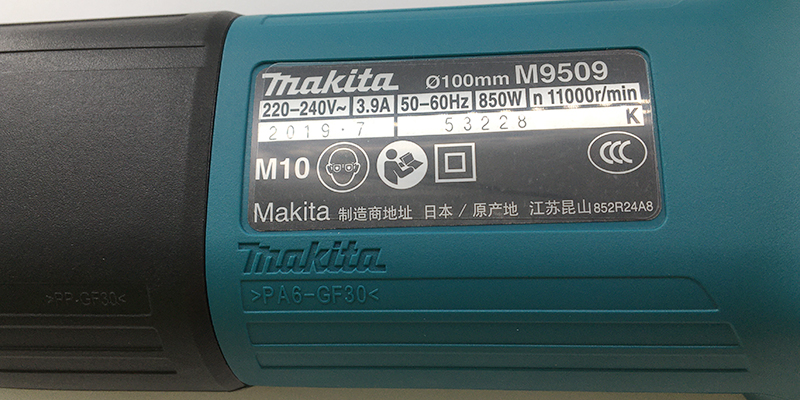 makita Ø100mm M9509
220-240V~ 3.9A 50-60Hz 850W n 11000r/min
2019.7 53228 K
M10 CCC
Makita 制造商地址 日本 / 原产地 江苏昆山 852R24A8
makita
>PP-GF30<
>PA6-GF30<